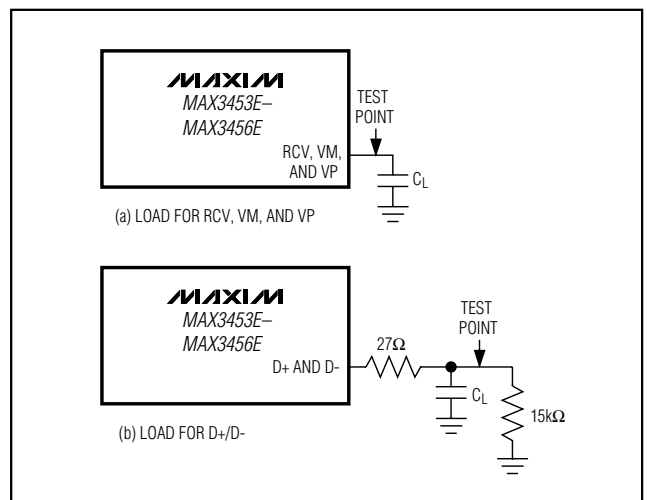 MAXIM
MAX3453E–
MAX3456E
TEST
POINT
RCV, VM,
AND VP
CL
(a) LOAD FOR RCV, VM, AND VP
MAXIM
MAX3453E–
MAX3456E
TEST
POINT
27Ω
D+ AND D-
CL
15kΩ
(b) LOAD FOR D+/D-